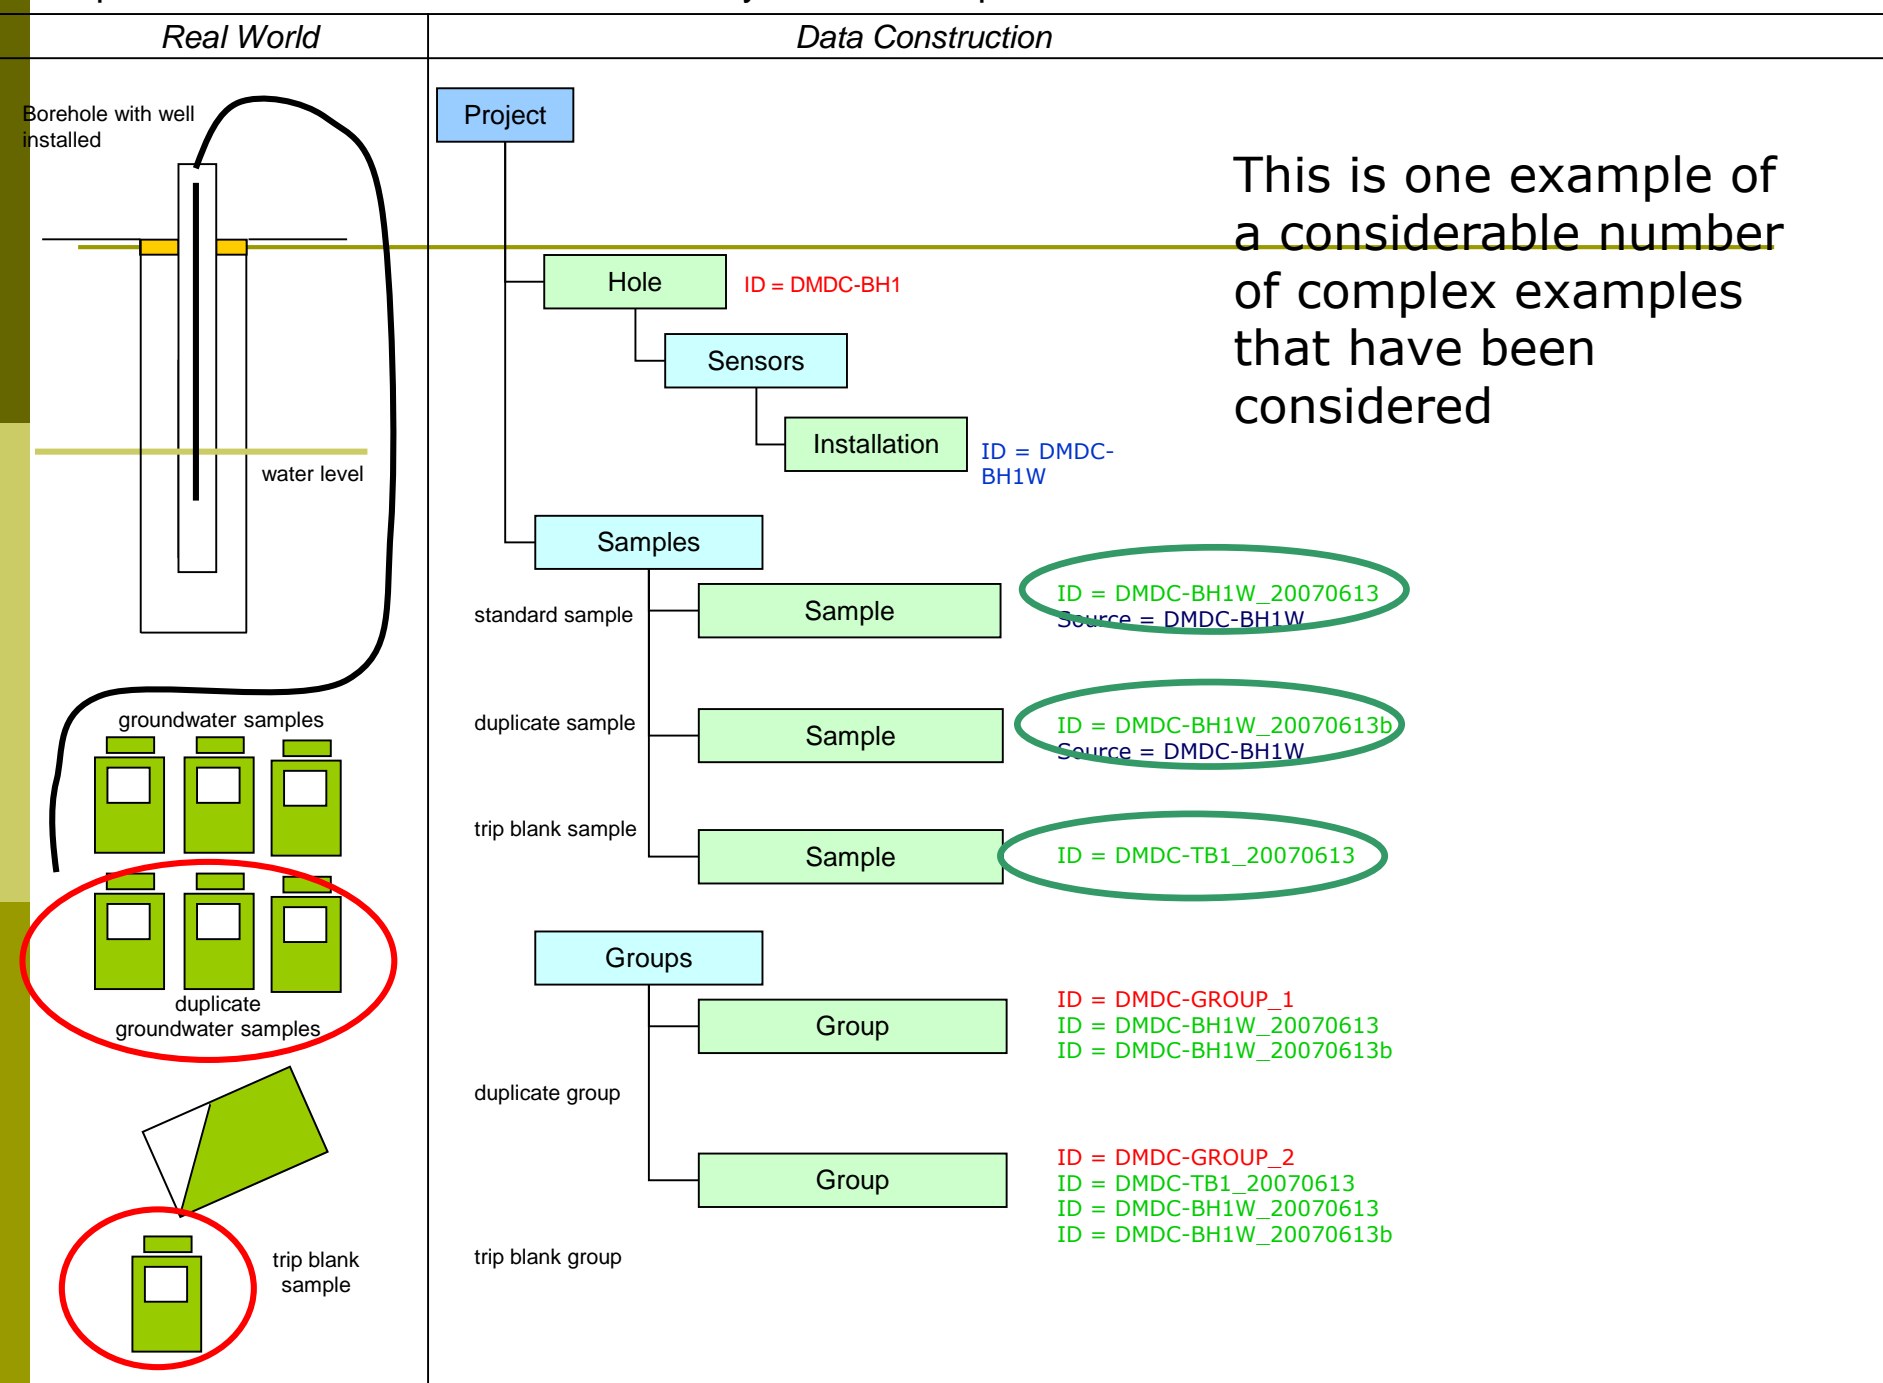 Real World
Data Construction
Borehole with well
installed
water level
groundwater samples
duplicate
groundwater samples
trip blank
sample
Project
Hole
ID = DMDC-BH1
Sensors
Installation
ID = DMDC-
BH1W
This is one example of
a considerable number
of complex examples
that have been
considered
Samples
standard sample
Sample
ID = DMDC-BH1W_20070613
Source = DMDC-BH1W
duplicate sample
Sample
ID = DMDC-BH1W_20070613b
Source = DMDC-BH1W
trip blank sample
Sample
ID = DMDC-TB1_20070613
Groups
Group
ID = DMDC-GROUP_1
ID = DMDC-BH1W_20070613
ID = DMDC-BH1W_20070613b
duplicate group
Group
ID = DMDC-GROUP_2
ID = DMDC-TB1_20070613
ID = DMDC-BH1W_20070613
ID = DMDC-BH1W_20070613b
trip blank group